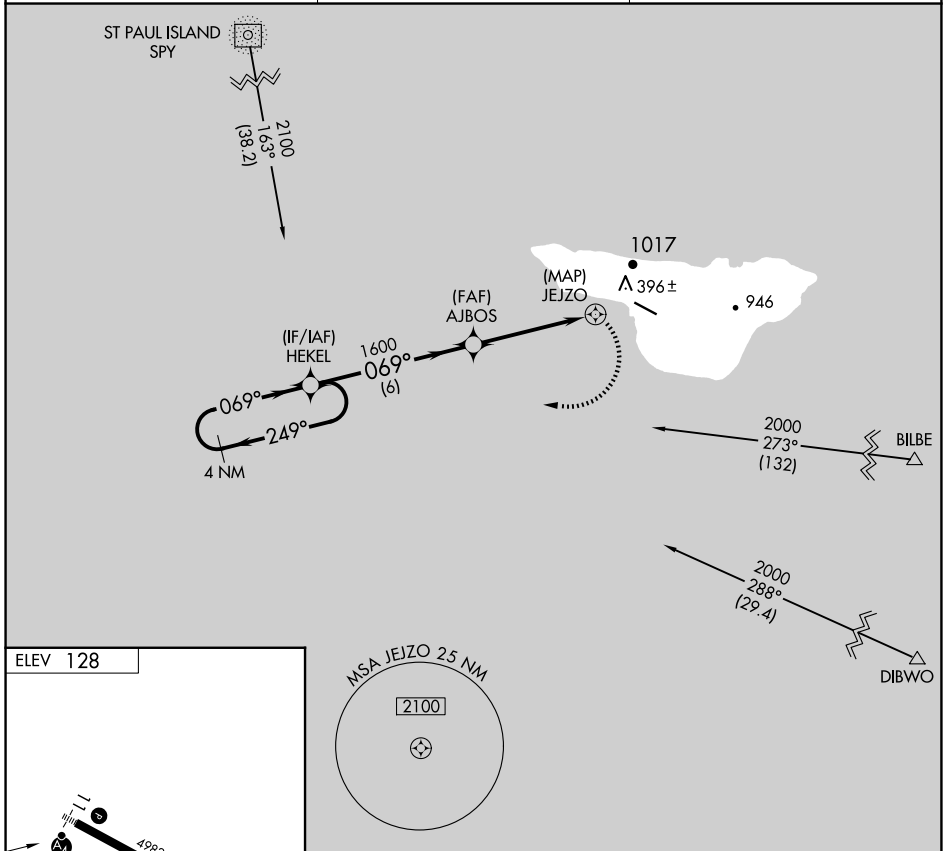 ST PAUL ISLAND
SPY
2100
163°
(38.2)
1017
396±
946
(MAP)
JEJZO
(FAF)
AJBOS
(IF/IAF)
HEKEL
1600
069°
(6)
069°
249°
4 NM
2000
273°
(132)
BILBE
2000
288°
(29.4)
DIBWO
ELEV 128
MSA JEJZO 25 NM
2100
11
P
A4